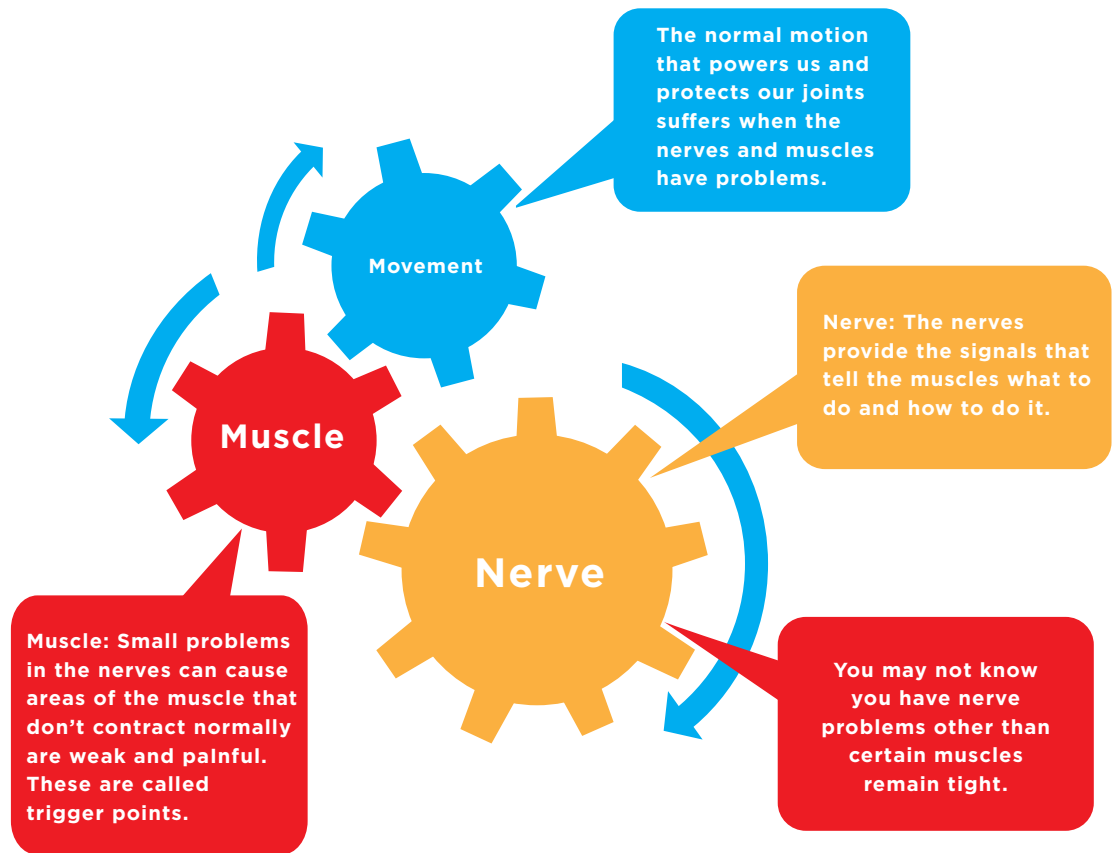 The normal motion
that powers us and
protects our joints
suffers when the
nerves and muscles
have problems.
Movement
Nerve: The nerves
provide the signals that
tell the muscles what to
do and how to do it.
Muscle
Nerve
Muscle: Small problems
in the nerves can cause
areas of the muscle that
don’t contract normally
are weak and painful.
These are called
trigger points.
You may not know
you have nerve
problems other than
certain muscles
remain tight.